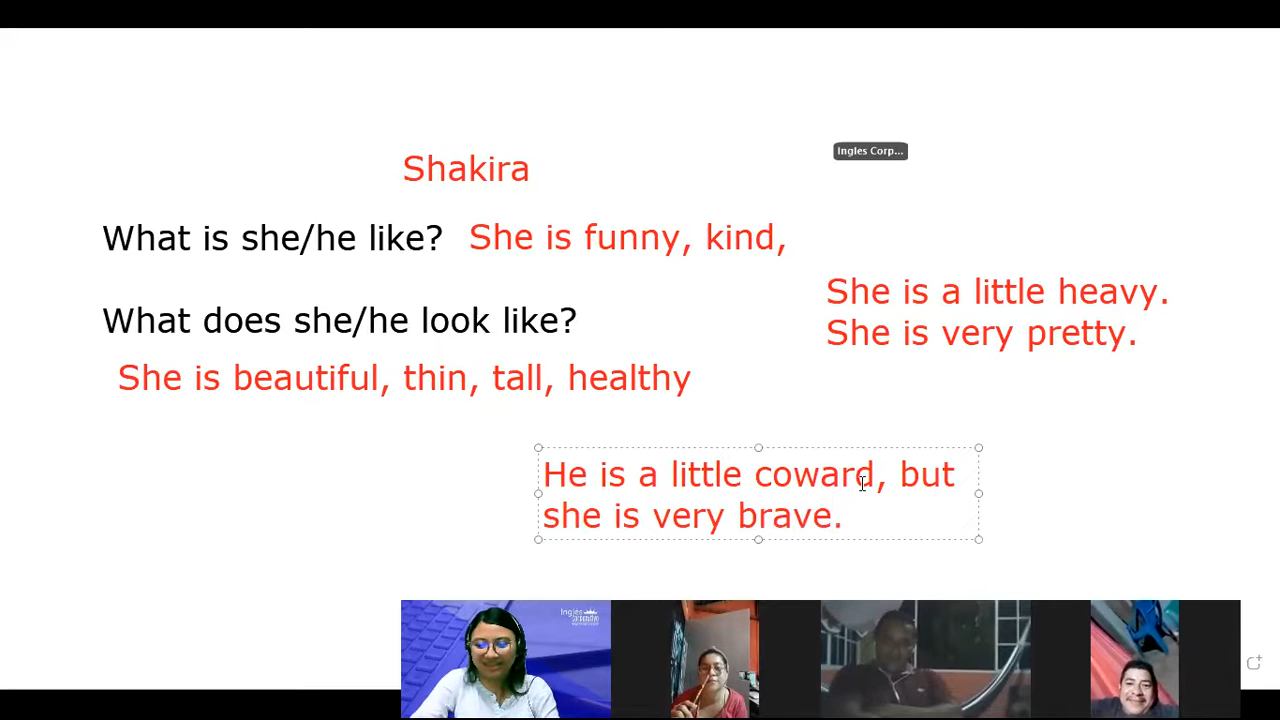 Shakira
Ingles Corp...
What is she/he like? She is funny, kind,
She is a little heavy.
What does she/he look like?
She is very pretty.
She is beautiful, thin, tall, healthy
He is a little coward, but
she is very brave.
Ingles